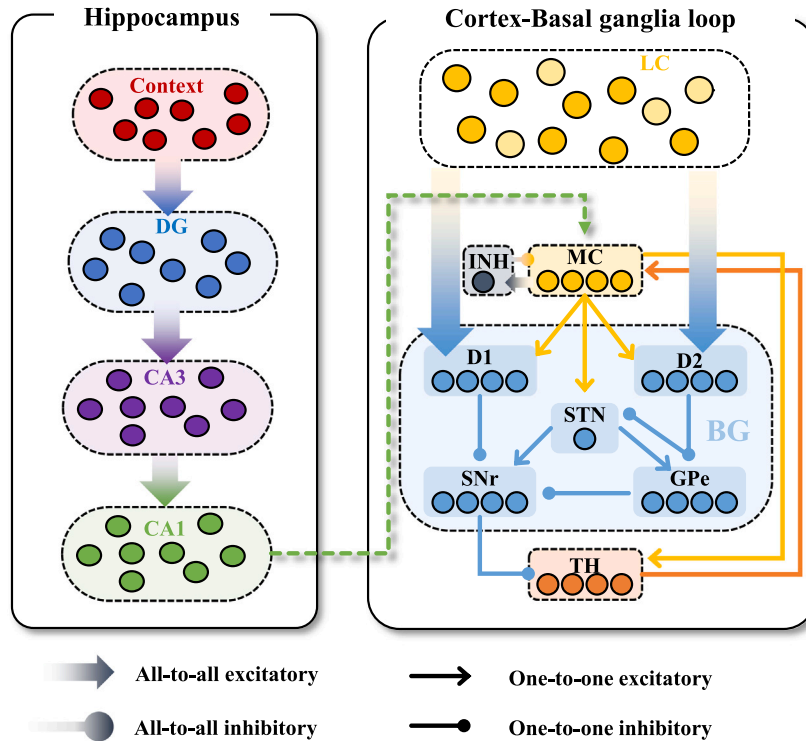 Hippocampus
Context
DG
CA3
CA1
Cortex-Basal ganglia loop
LC
INH
MC
D1
D2
STN
BG
SNr
GPe
TH
All-to-all excitatory
One-to-one excitatory
All-to-all inhibitory
One-to-one inhibitory